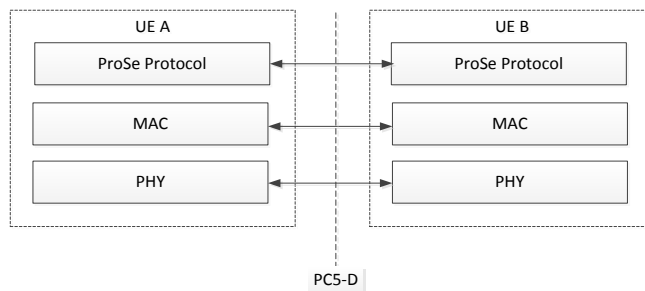 UE A
UE B
ProSe Protocol
ProSe Protocol
MAC
MAC
PHY
PHY
PC5-D